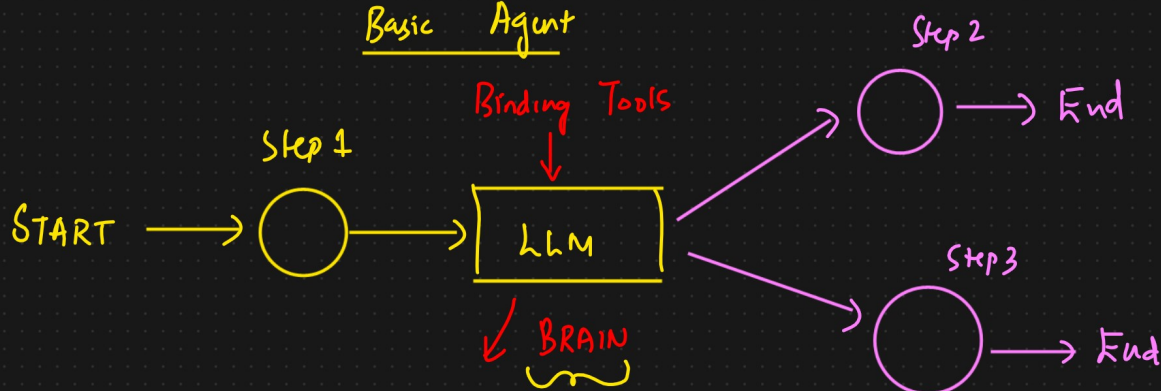 Basic Agent
Binding Tools
Step 1
START
LLM
BRAIN
Step 2
End
Step 3
End